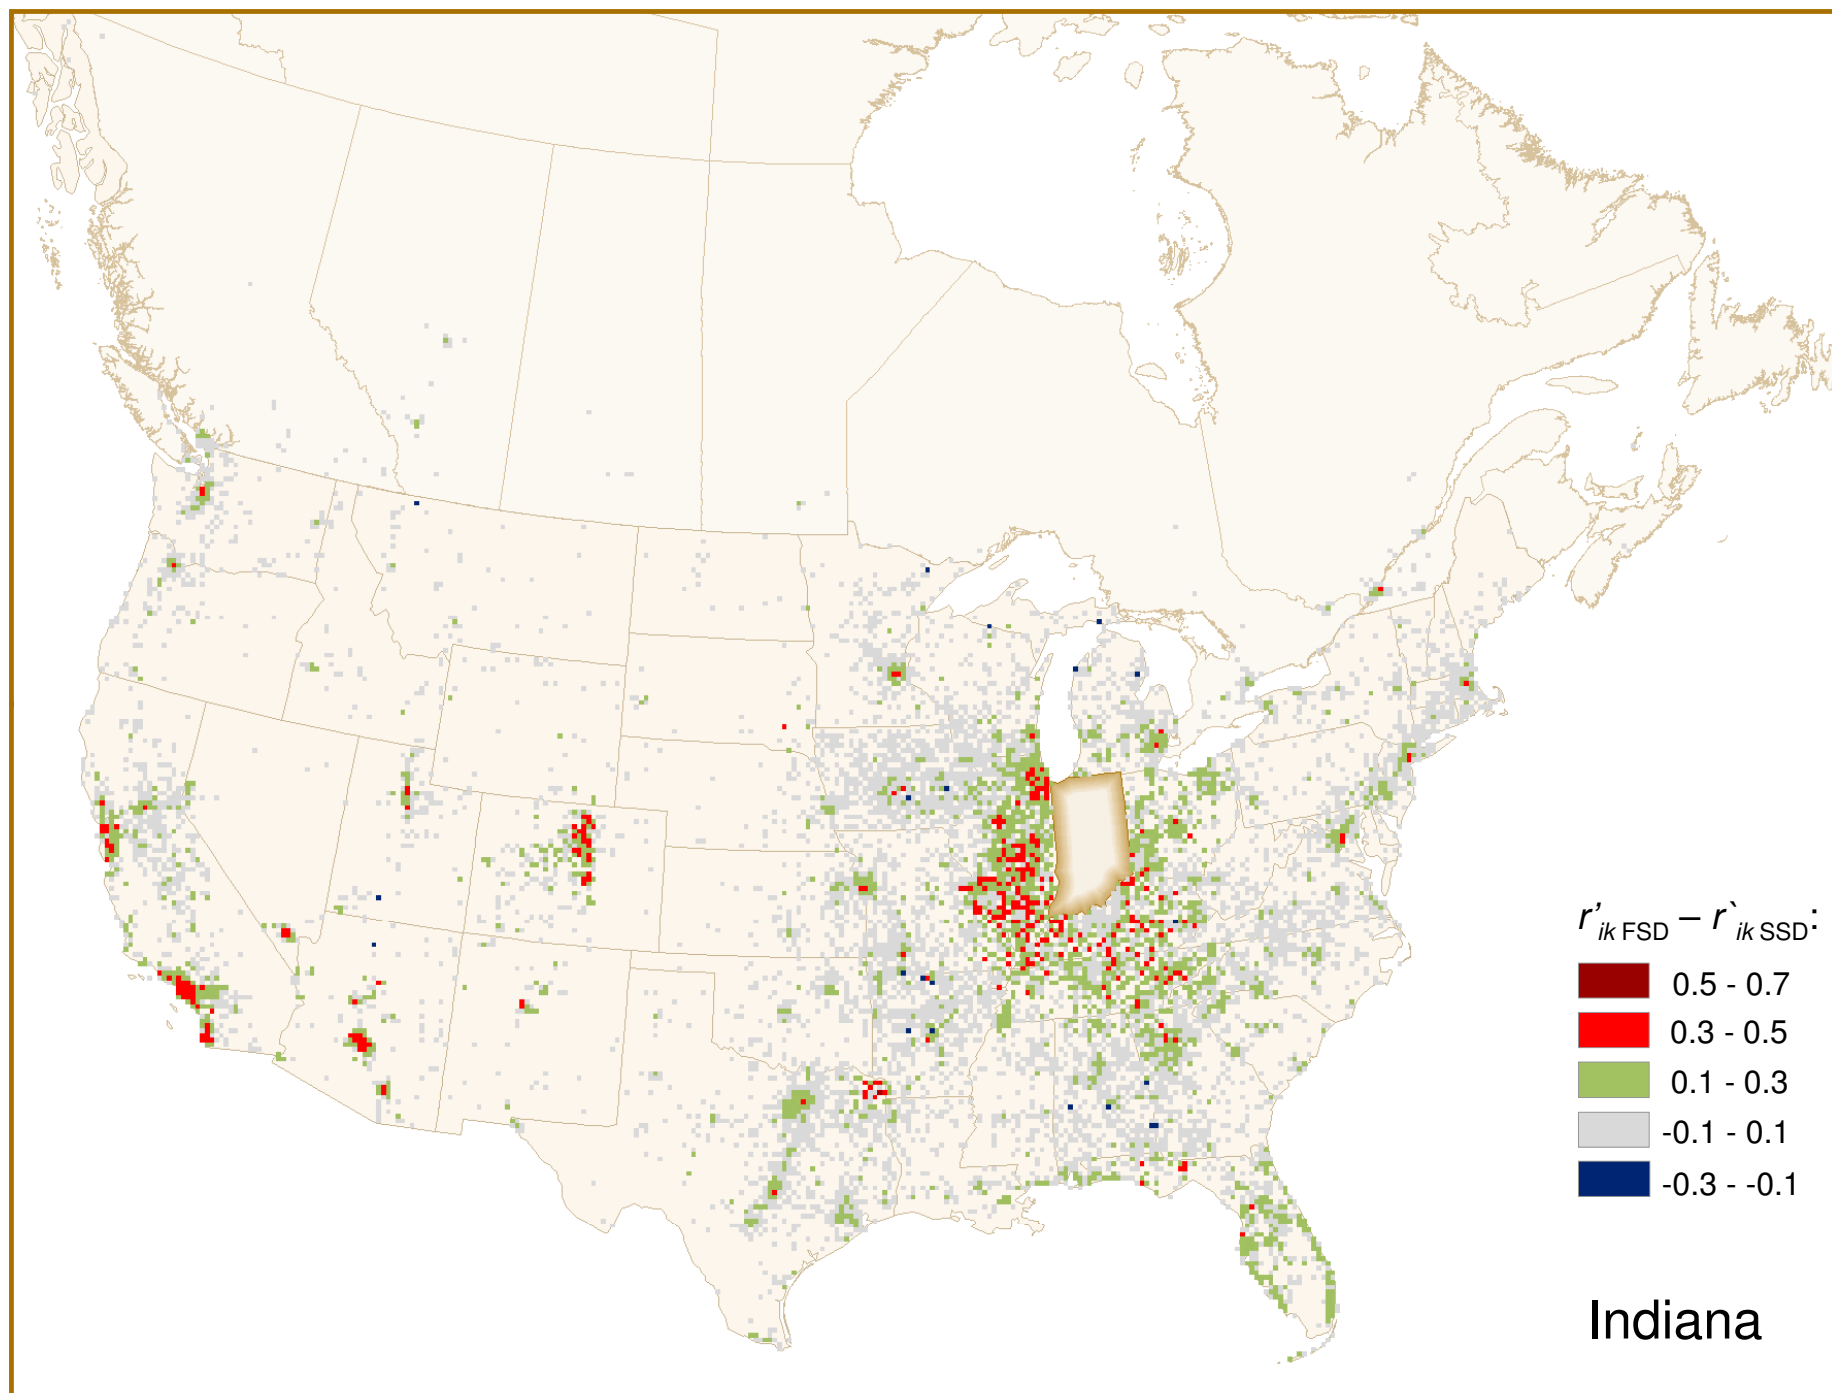 r'ik FSD – r`ik SSD:
0.5 - 0.7
0.3 - 0.5
0.1 - 0.3
-0.1 - 0.1
-0.3 - -0.1
Indiana